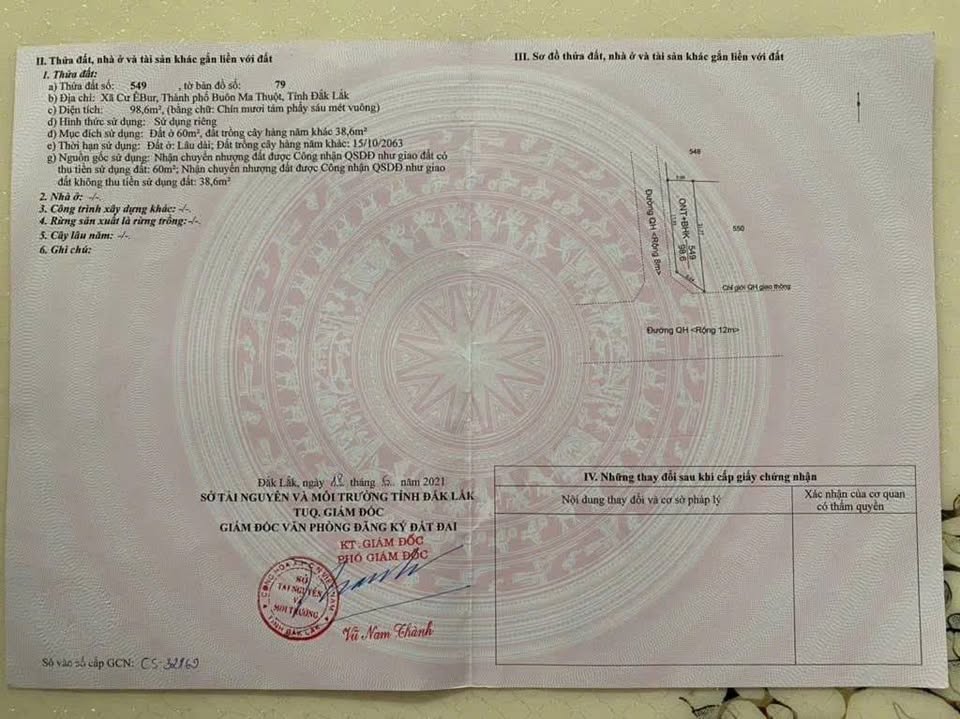 II. Thửa đất, nhà ở và tài sản khác gắn liền với đất
1. Thửa đất:
a) Thửa đất số: 549 , tờ bản đồ số: 79
b) Địa chỉ: Xã Cư ÊBur, Thành phố Buôn Ma Thuột, Tỉnh Đắk Lắk
c) Diện tích: 98,6m², (bằng chữ: Chín mươi tám phẩy sáu mét vuông)
d) Hình thức sử dụng: Sử dụng riêng
đ) Mục đích sử dụng: Đất ở 60m², đất trồng cây hàng năm khác 38,6m²
e) Thời hạn sử dụng: Đất ở: Lâu dài; Đất trồng cây hàng năm khác: 15/10/2063
g) Nguồn gốc sử dụng: Nhận chuyển nhượng đất được Công nhận QSDĐ như giao đất có
thu tiền sử dụng đất: 60m²; Nhận chuyển nhượng đất được Công nhận QSDĐ như giao
đất không thu tiền sử dụng đất: 38,6m²
2. Nhà ở: -/-.
3. Công trình xây dựng khác: -/-.
4. Rừng sản xuất là rừng trồng: -/-.
5. Cây lâu năm: -/-.
6. Ghi chú:
III. Sơ đồ thửa đất, nhà ở và tài sản khác gắn liền với đất
548
Đường QH <Rộng 8m>
ONT+BHK
549
98.6
550
Chỉ giới QH giao thông
Đường QH <Rộng 12m>
Đắk Lắk, ngày tháng năm 2021
SỞ TÀI NGUYÊN VÀ MÔI TRƯỜNG TỈNH ĐẮK LẮK
TUQ. GIÁM ĐỐC
GIÁM ĐỐC VĂN PHÒNG ĐĂNG KÝ ĐẤT ĐAI
KT. GIÁM ĐỐC
PHÓ GIÁM ĐỐC
CỘNG HÒA X.H.C.N VIỆT NAM
SỞ
TÀI NGUYÊN
VÀ
MÔI TRƯỜNG
TỈNH ĐẮK LẮK
Vũ Nam Thành
Số vào sổ cấp GCN: CS-32169
IV. Những thay đổi sau khi cấp giấy chứng nhận
Nội dung thay đổi và cơ sở pháp lý
Xác nhận của cơ quan
có thẩm quyền